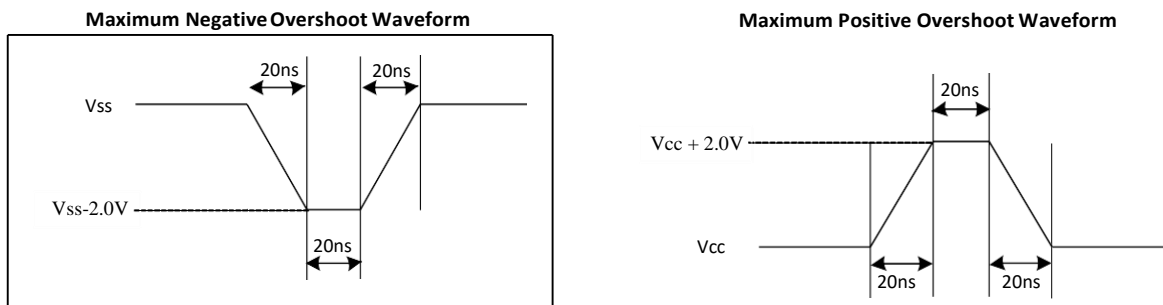 Maximum Negative Overshoot Waveform
20ns
20ns
Vss
Vss-2.0V
20ns
Maximum Positive Overshoot Waveform
20ns
Vcc + 2.0V
Vcc
20ns
20ns